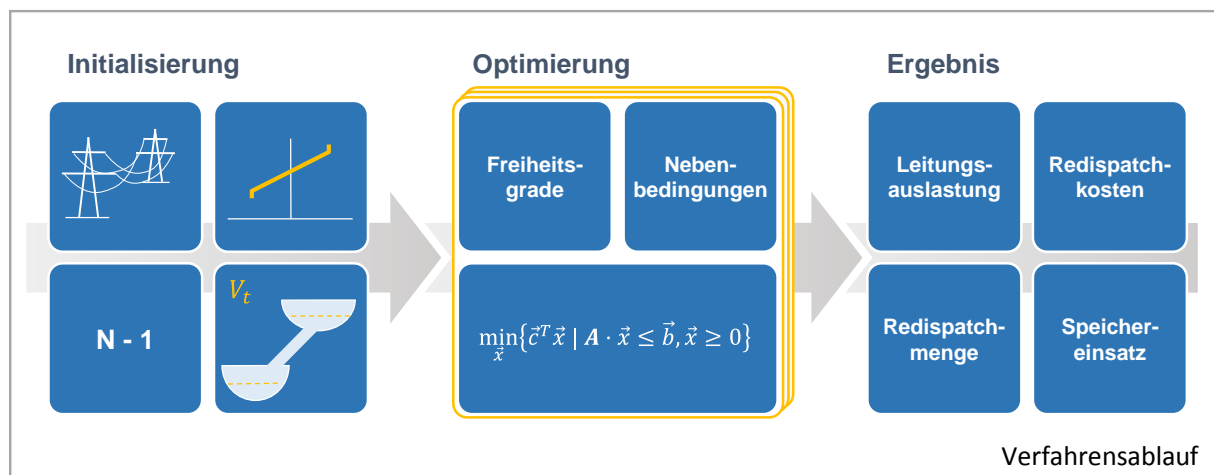 Initialisierung
Optimierung
Ergebnis
N - 1
V_t
Freiheits-
grade
Neben-
bedingungen
min{c⃗^T x⃗ | A · x⃗ ≤ b⃗, x⃗ ≥ 0}
x⃗
Leitungs-
auslastung
Redispatch-
kosten
Redispatch-
menge
Speicher-
einsatz
Verfahrensablauf